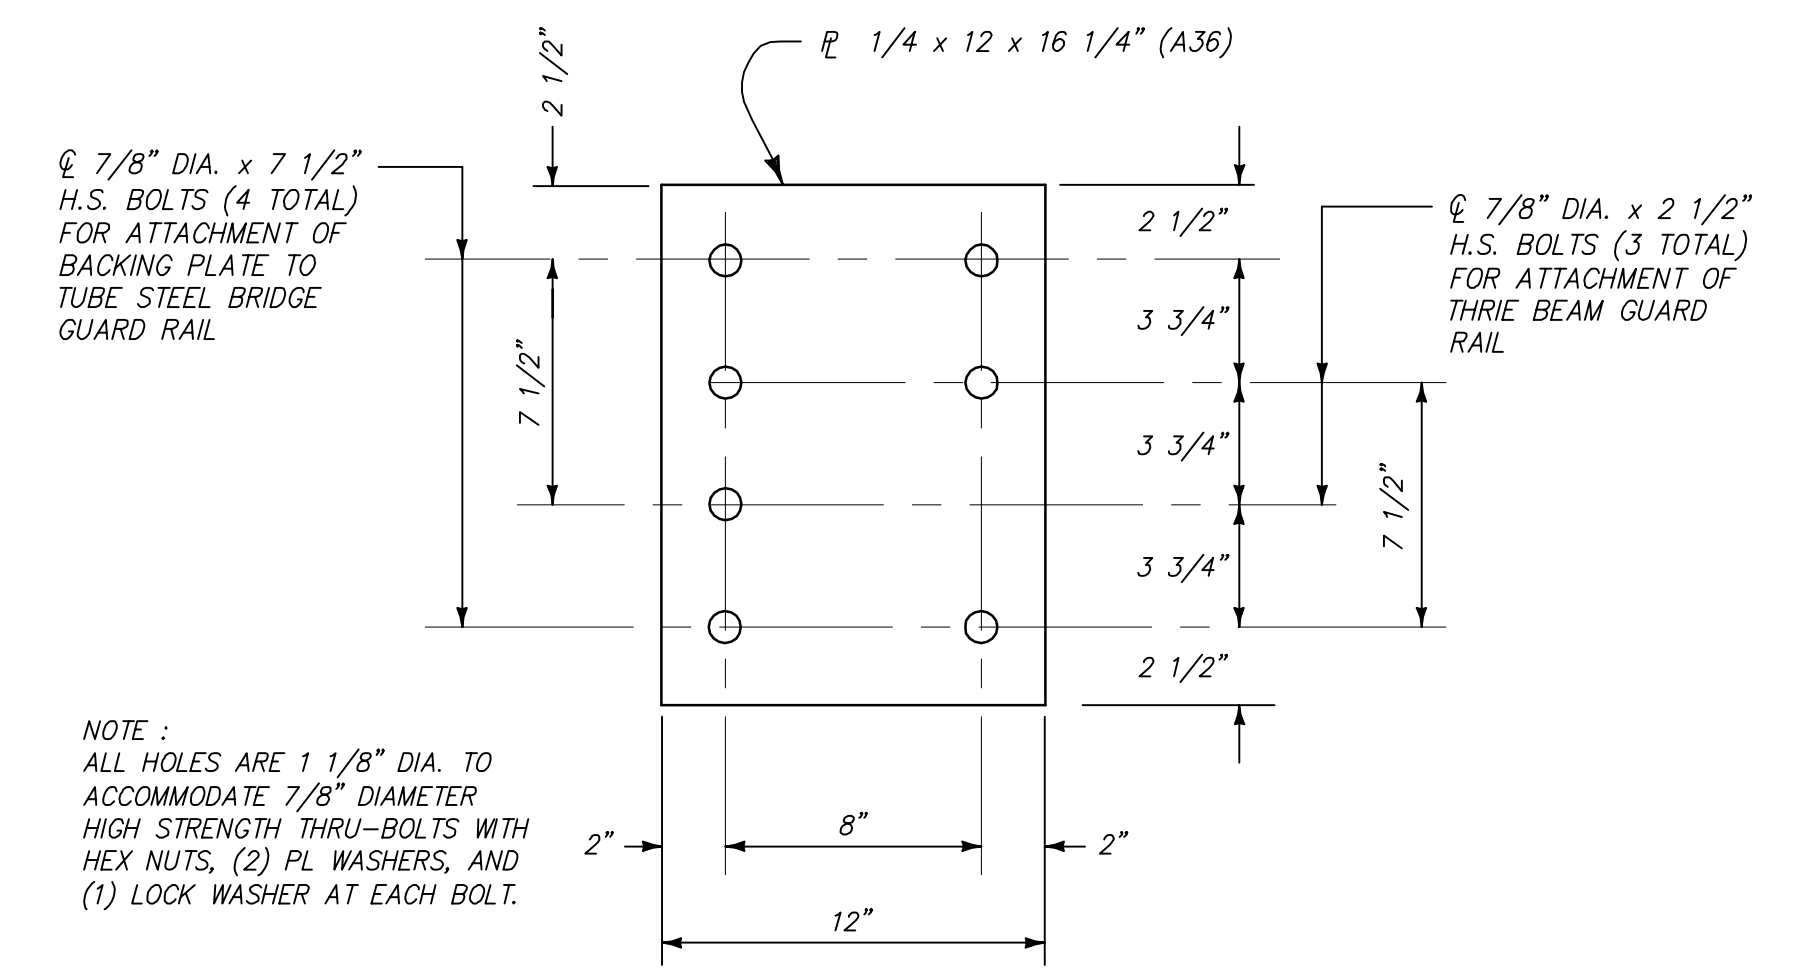 2 1/2”
⅊ 1/4 x 12 x 16 1/4” (A36)
℄ 7/8” DIA. x 7 1/2”
H.S. BOLTS (4 TOTAL)
FOR ATTACHMENT OF
BACKING PLATE TO
TUBE STEEL BRIDGE
GUARD RAIL
7 1/2”
2 1/2”
3 3/4”
3 3/4”
3 3/4”
2 1/2”
7 1/2”
℄ 7/8” DIA. x 2 1/2”
H.S. BOLTS (3 TOTAL)
FOR ATTACHMENT OF
THRIE BEAM GUARD
RAIL
NOTE :
ALL HOLES ARE 1 1/8” DIA. TO
ACCOMMODATE 7/8” DIAMETER
HIGH STRENGTH THRU-BOLTS WITH
HEX NUTS, (2) PL WASHERS, AND
(1) LOCK WASHER AT EACH BOLT.
2”
8”
2”
12”